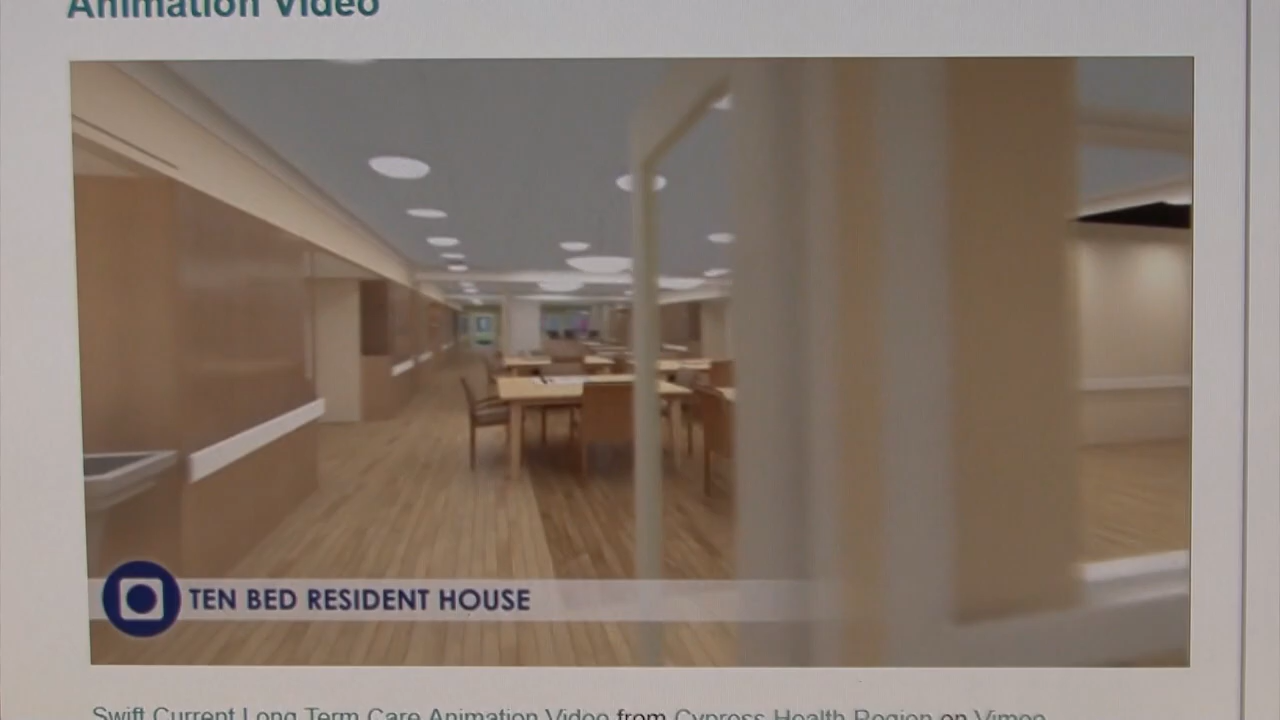 Animation Video
TEN BED RESIDENT HOUSE
Swift Current Long Term Care Animation Video from Cypress Health Region on Vimeo